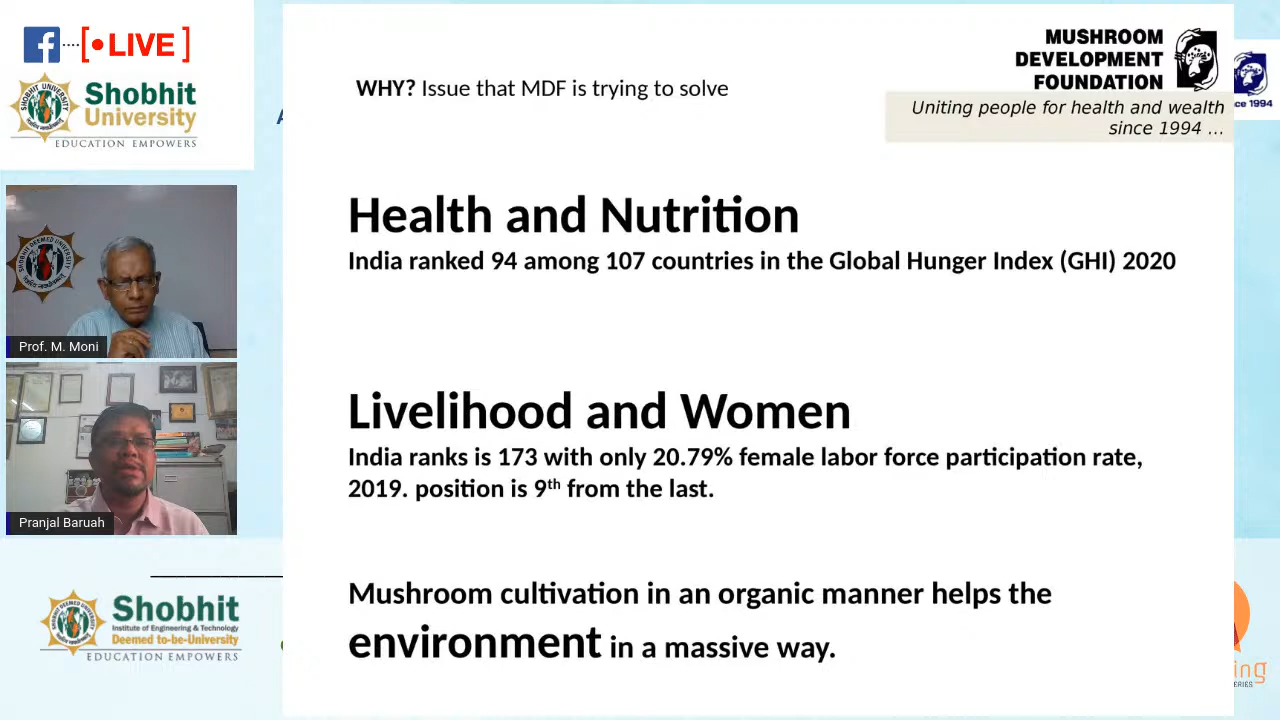 LIVE
Shobhit
University
EDUCATION EMPOWERS
WHY? Issue that MDF is trying to solve
MUSHROOM
DEVELOPMENT
FOUNDATION
Uniting people for health and wealth
since 1994 ...
ce 1994
Health and Nutrition
India ranked 94 among 107 countries in the Global Hunger Index (GHI) 2020
Prof. M. Moni
Livelihood and Women
India ranks is 173 with only 20.79% female labor force participation rate,
2019. position is 9th from the last.
Pranjal Baruah
Mushroom cultivation in an organic manner helps the
environment in a massive way.
Shobhit
Institute of Engineering & Technology
Deemed to-be-University
EDUCATION EMPOWERS
ing
SERIES